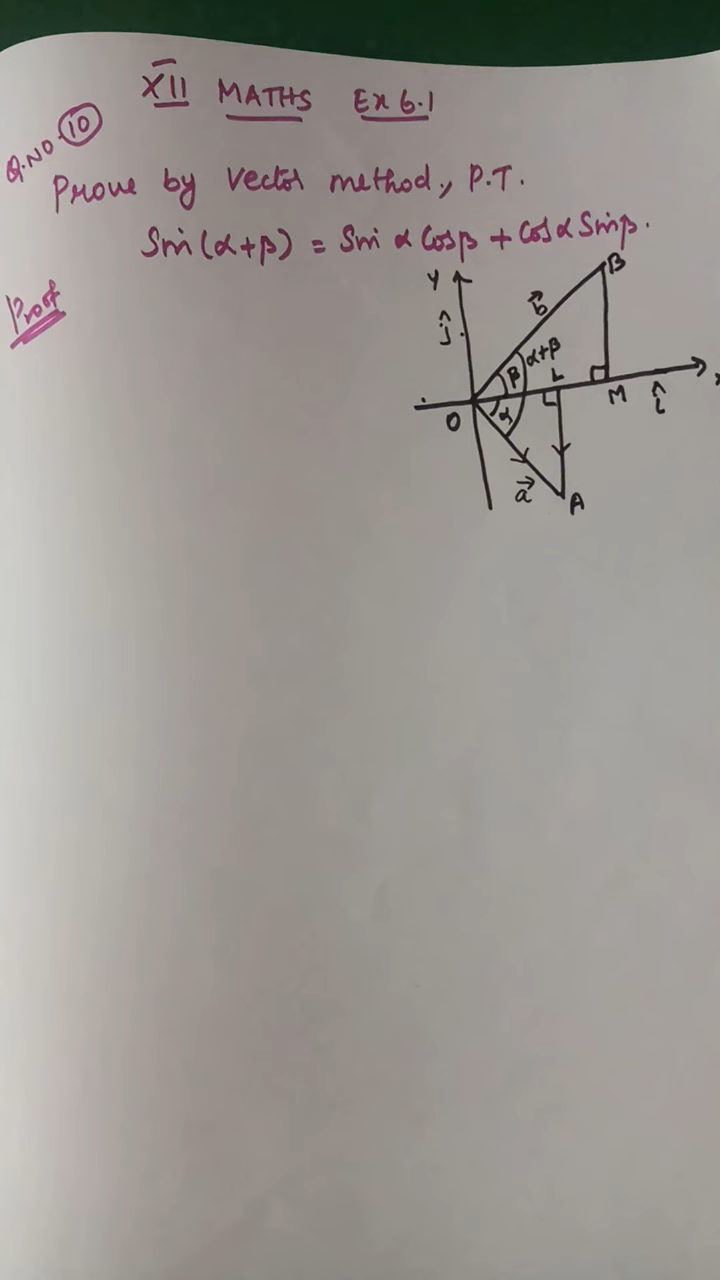 XII MATHS Ex 6.1
Q.NO. 10
Prove by vector method, P.T.
Sin(α+β) = Sin α Cosβ + Cosα Sinβ.
Proof
Y
B
b⃗
ĵ
α+β
β
L
x
O
α
M
î
a⃗
A